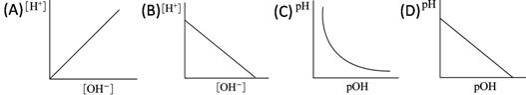 (A) [H⁺]
[OH⁻]
(B) [H⁺]
[OH⁻]
(C) pH
pOH
(D) pH
pOH